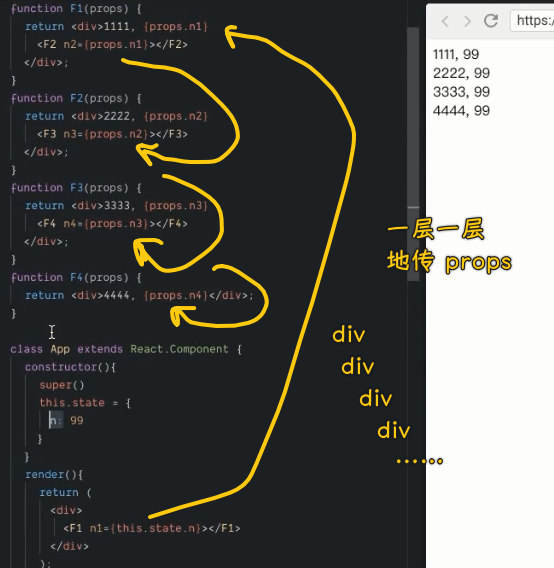 function F1(props) {
return <div>1111, {props.n1}
<F2 n2={props.n1}></F2>
</div>;
}
function F2(props) {
return <div>2222, {props.n2}
<F3 n3={props.n2}></F3>
</div>;
}
function F3(props) {
return <div>3333, {props.n3}
<F4 n4={props.n3}></F4>
</div>;
}
function F4(props) {
return <div>4444, {props.n4}</div>;
}
class App extends React.Component {
constructor(){
super()
this.state = {
n: 99
}
}
render(){
return (
<div>
<F1 n1={this.state.n}></F1>
</div>
);
https:/
1111, 99
2222, 99
3333, 99
4444, 99
一层一层
地传 props
div
div
div
div
......